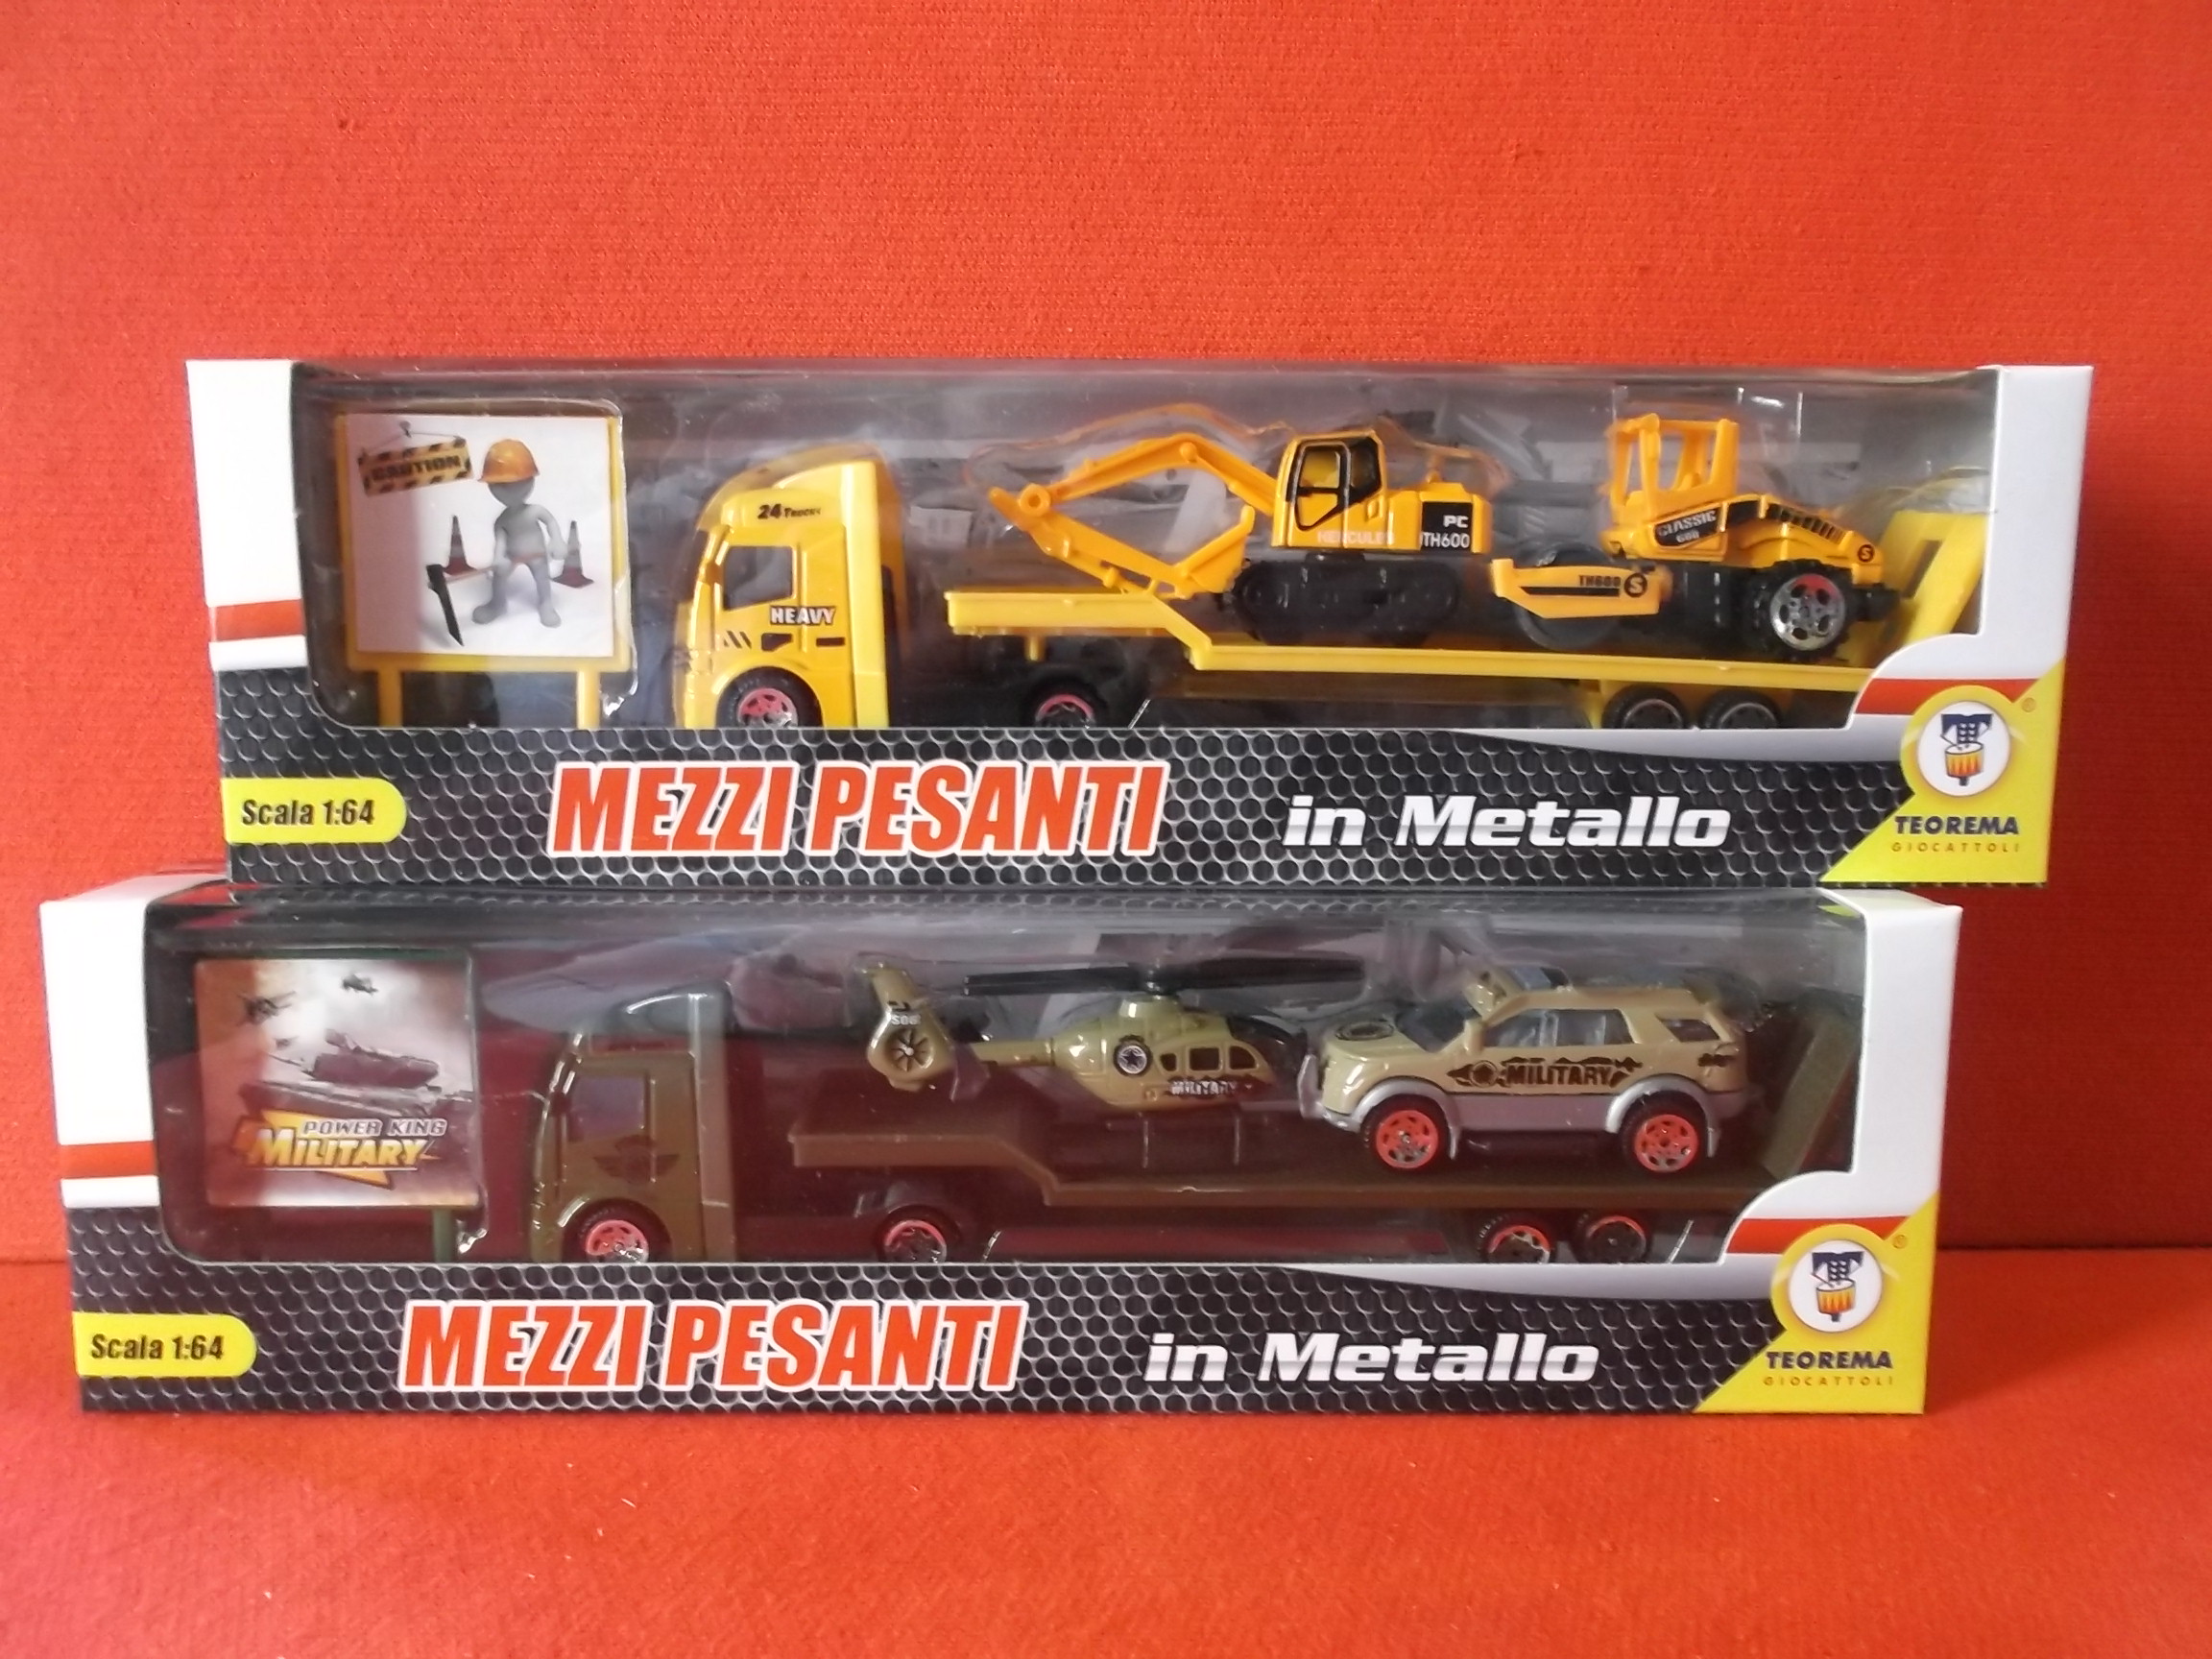 CAUTION
24 TRUCKS
HEAVY
HERCULES
PC
TH600
CLASSIC
600
TH600 S
S
Scala 1:64
MEZZI PESANTI
in Metallo
®
TEOREMA
GIOCATTOLI
POWER KING
MILITARY
MILITARY
MILITARY
Scala 1:64
MEZZI PESANTI
in Metallo
®
TEOREMA
GIOCATTOLI